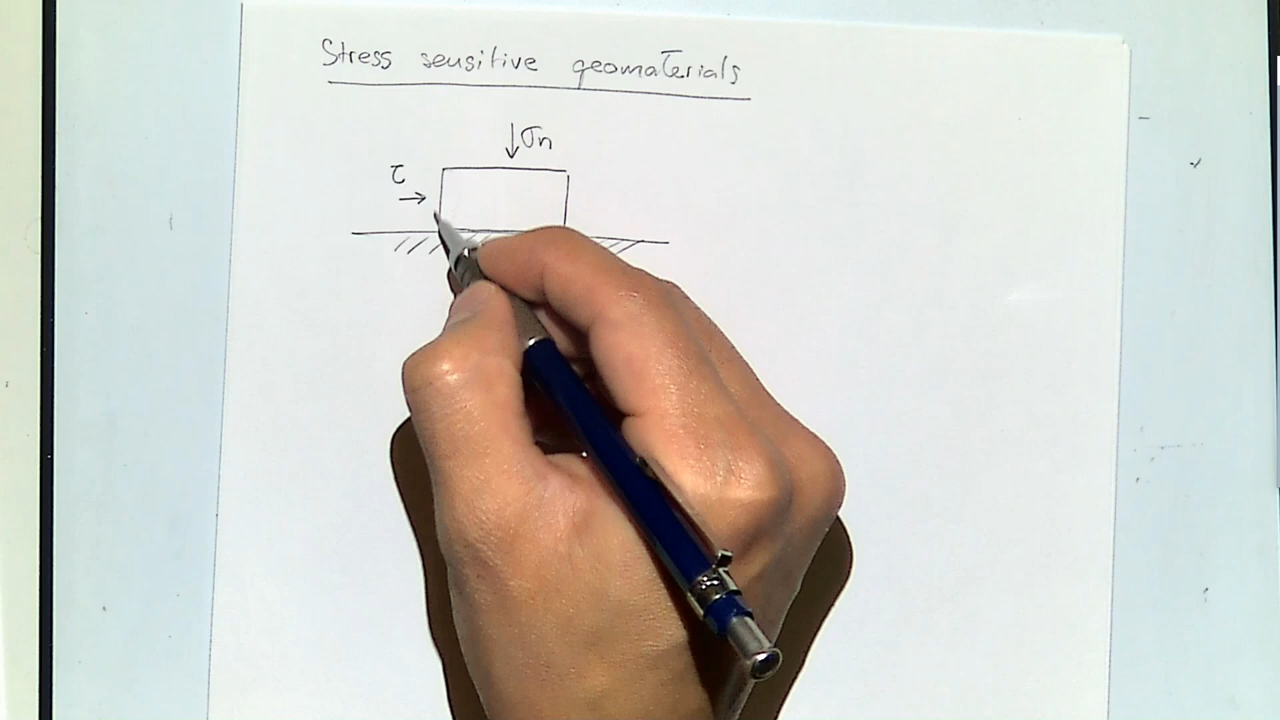 Stress sensitive geomaterials
↓σn
τ
→